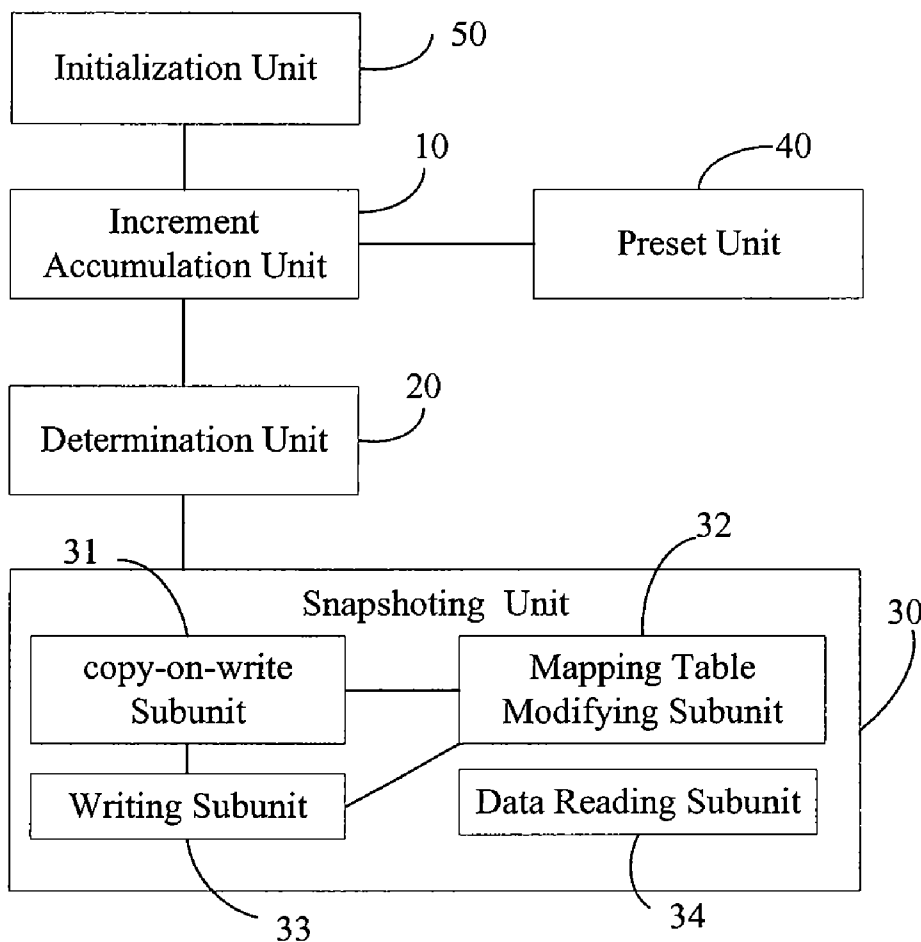 50
Initialization Unit
10
40
Increment
Accumulation Unit
Preset Unit
20
Determination Unit
31
32
Snapshoting Unit
30
copy-on-write
Subunit
Mapping Table
Modifying Subunit
Writing Subunit
Data Reading Subunit
33
34